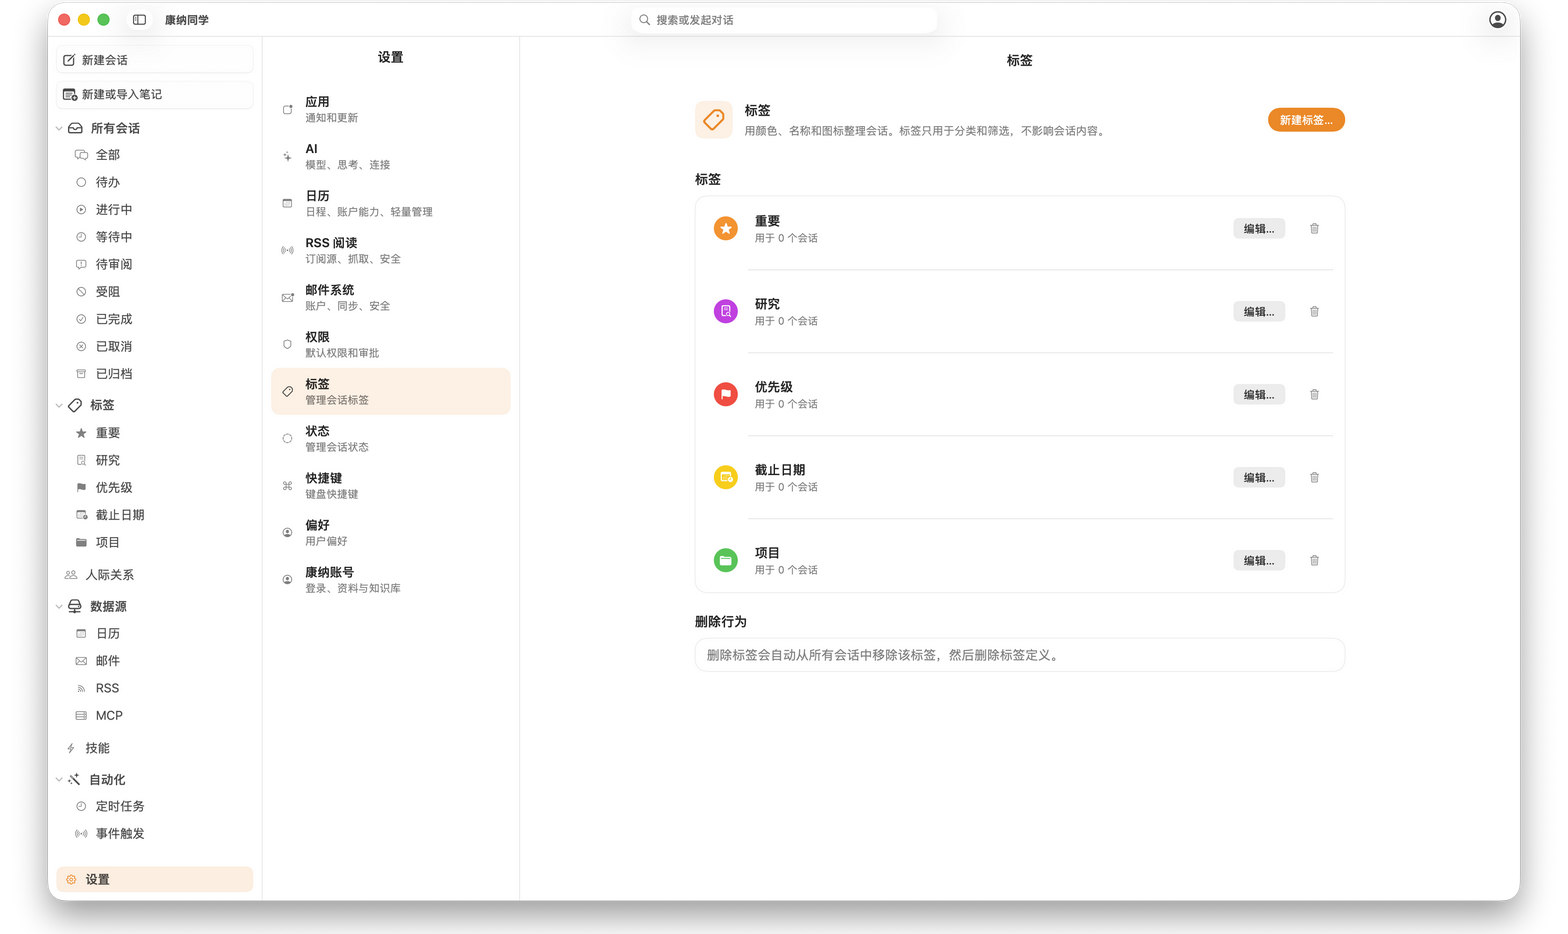 康纳同学
搜索或发起对话
新建会话
新建或导入笔记
所有会话
全部
待办
进行中
等待中
待审阅
受阻
已完成
已取消
已归档
标签
重要
研究
优先级
截止日期
项目
人际关系
数据源
日历
邮件
RSS
MCP
技能
自动化
定时任务
事件触发
设置
设置
应用
通知和更新
AI
模型、思考、连接
日历
日程、账户能力、轻量管理
RSS 阅读
订阅源、抓取、安全
邮件系统
账户、同步、安全
权限
默认权限和审批
标签
管理会话标签
状态
管理会话状态
快捷键
键盘快捷键
偏好
用户偏好
康纳账号
登录、资料与知识库
标签
标签
用颜色、名称和图标整理会话。标签只用于分类和筛选，不影响会话内容。
新建标签...
标签
重要
用于 0 个会话
编辑...
研究
用于 0 个会话
编辑...
优先级
用于 0 个会话
编辑...
截止日期
用于 0 个会话
编辑...
项目
用于 0 个会话
编辑...
删除行为
删除标签会自动从所有会话中移除该标签，然后删除标签定义。